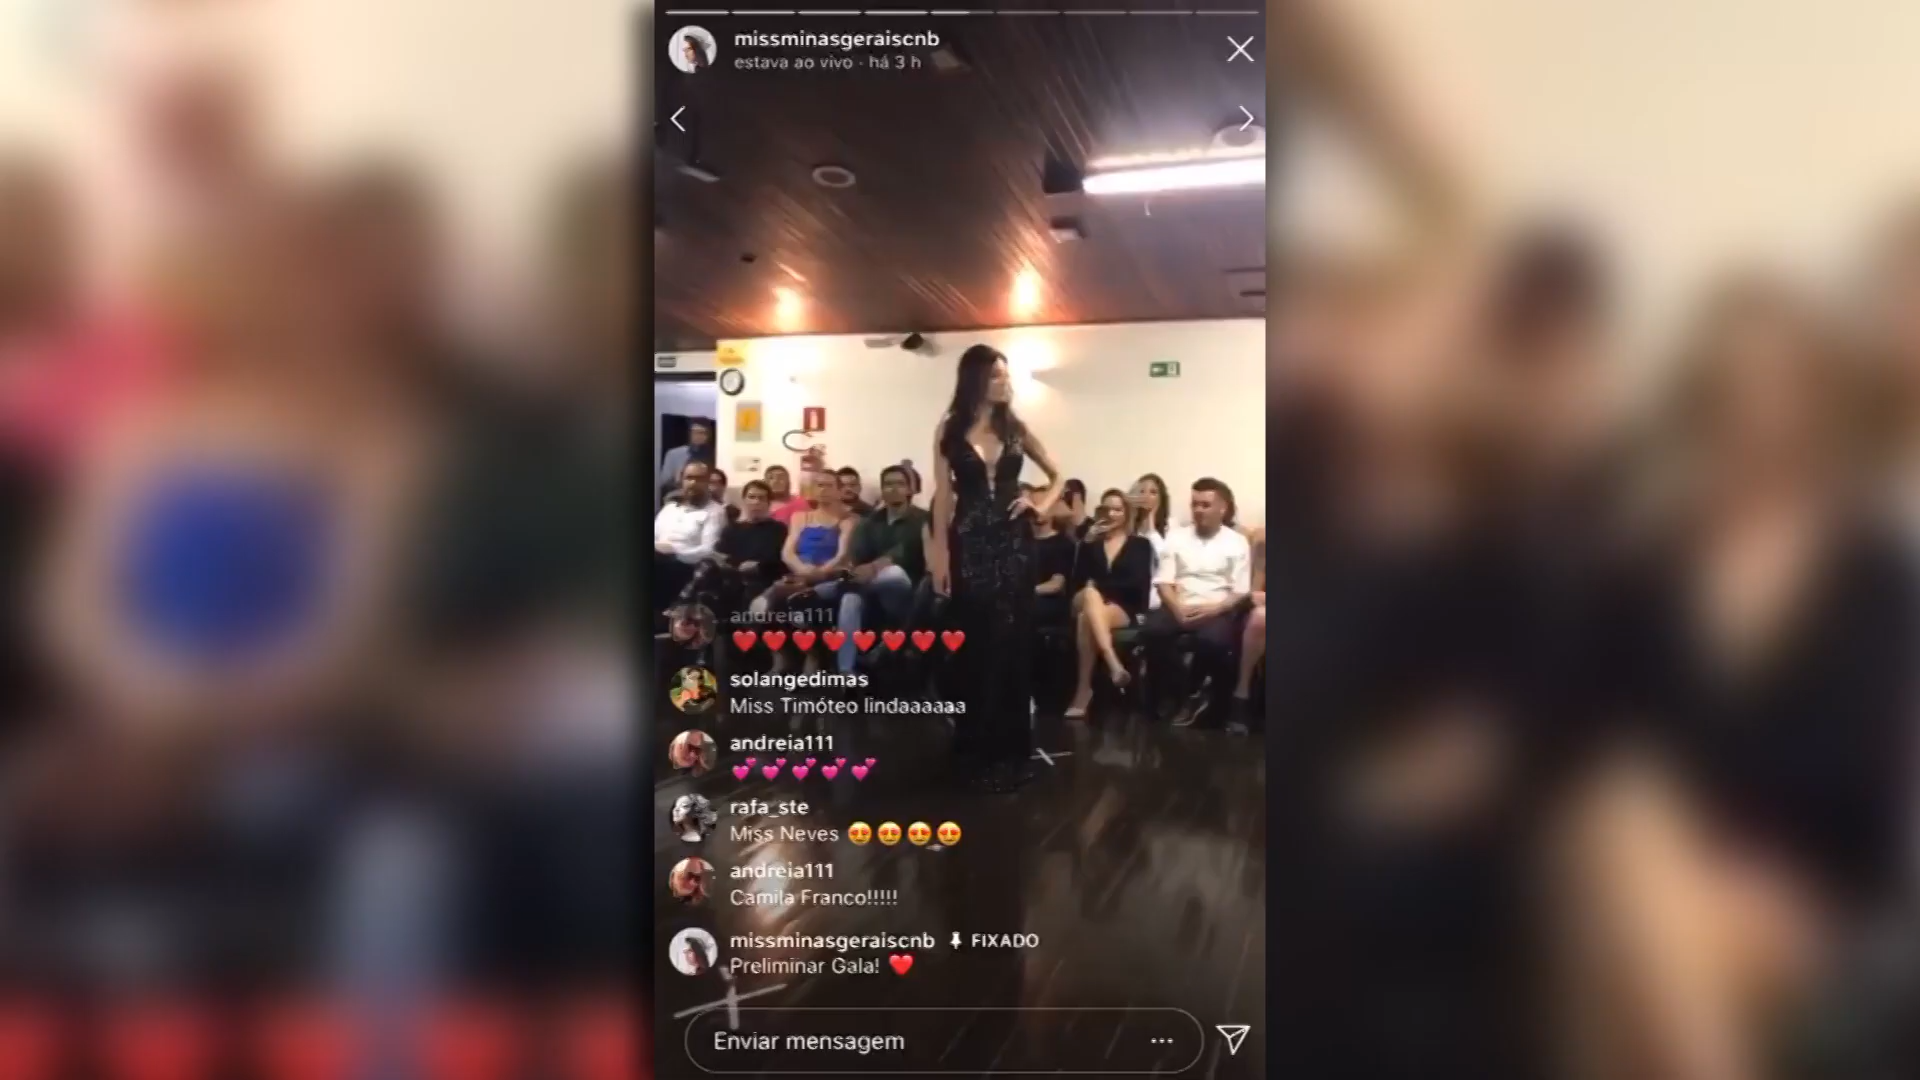 missminasgeraiscnb
estava ao vivo · há 3 h
andreia111
❤️❤️❤️❤️❤️❤️❤️❤️
solangedimas
Miss Timóteo lindaaaaaa
andreia111
💕💕💕💕💕
rafa_ste
Miss Neves 😍😍😍😍
andreia111
Camila Franco!!!!!
missminasgeraiscnb 📌 FIXADO
Preliminar Gala! ❤️
Enviar mensagem ...